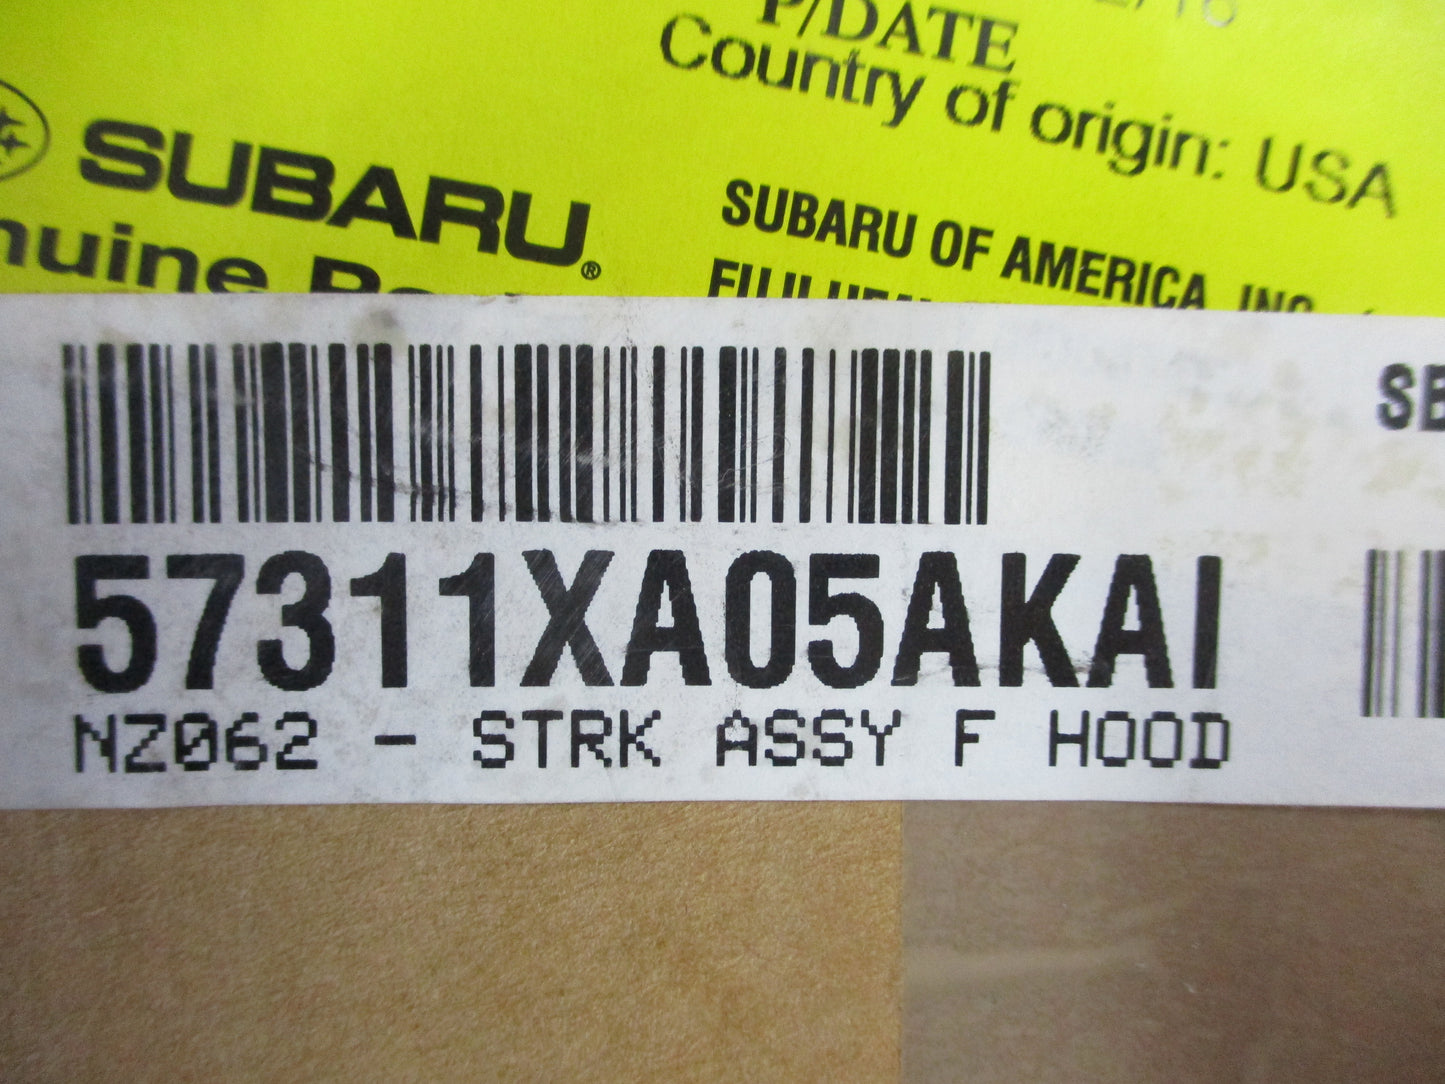 P/DATE
Country of origin: USA
SUBARU®
SUBARU OF AMERICA, INC.
57311XA05AKAI
NZ062 - STRK ASSY F HOOD